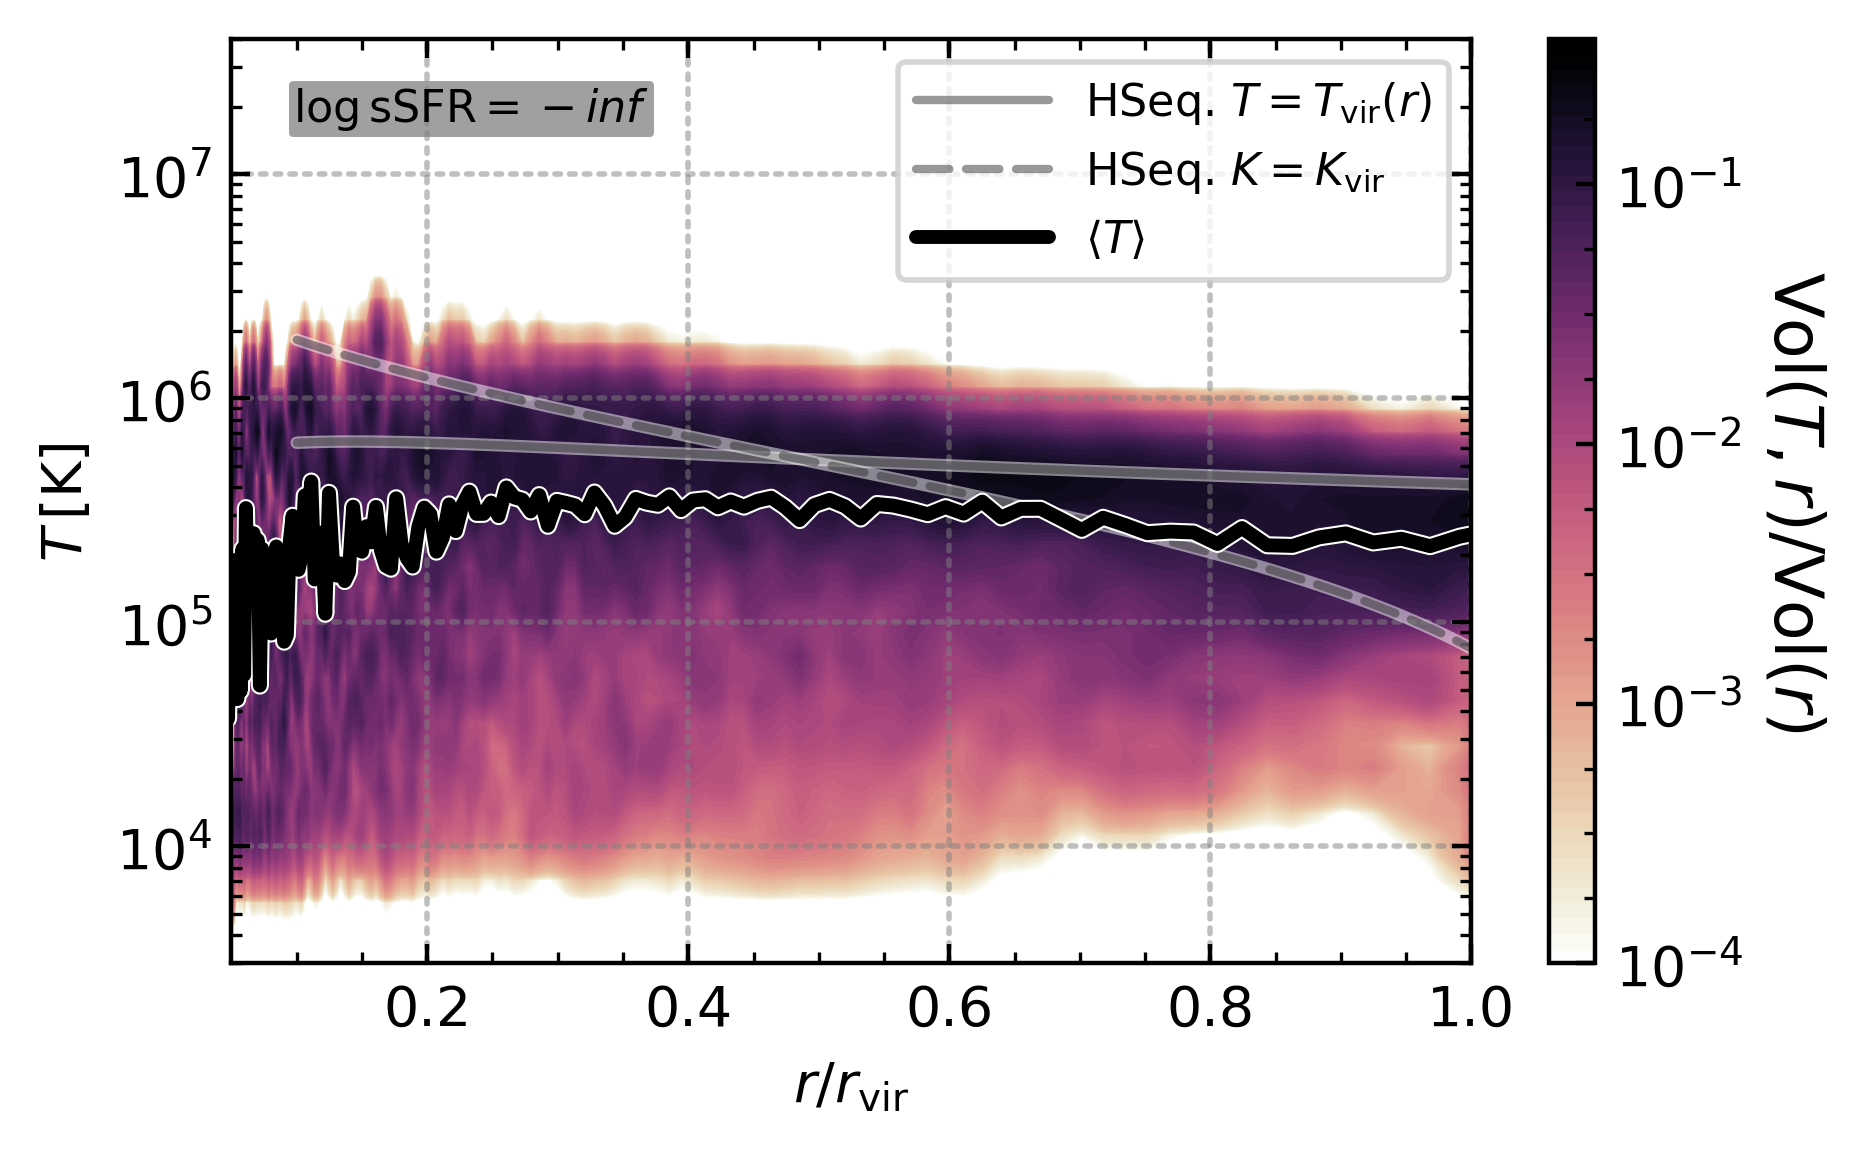 log sSFR = −inf
HSeq. T = T_vir(r)
HSeq. K = K_vir
⟨T⟩
T [K]
10^7
10^6
10^5
10^4
0.2 0.4 0.6 0.8 1.0
r/r_vir
10^−1
10^−2
10^−3
10^−4
Vol(T, r)/Vol(r)